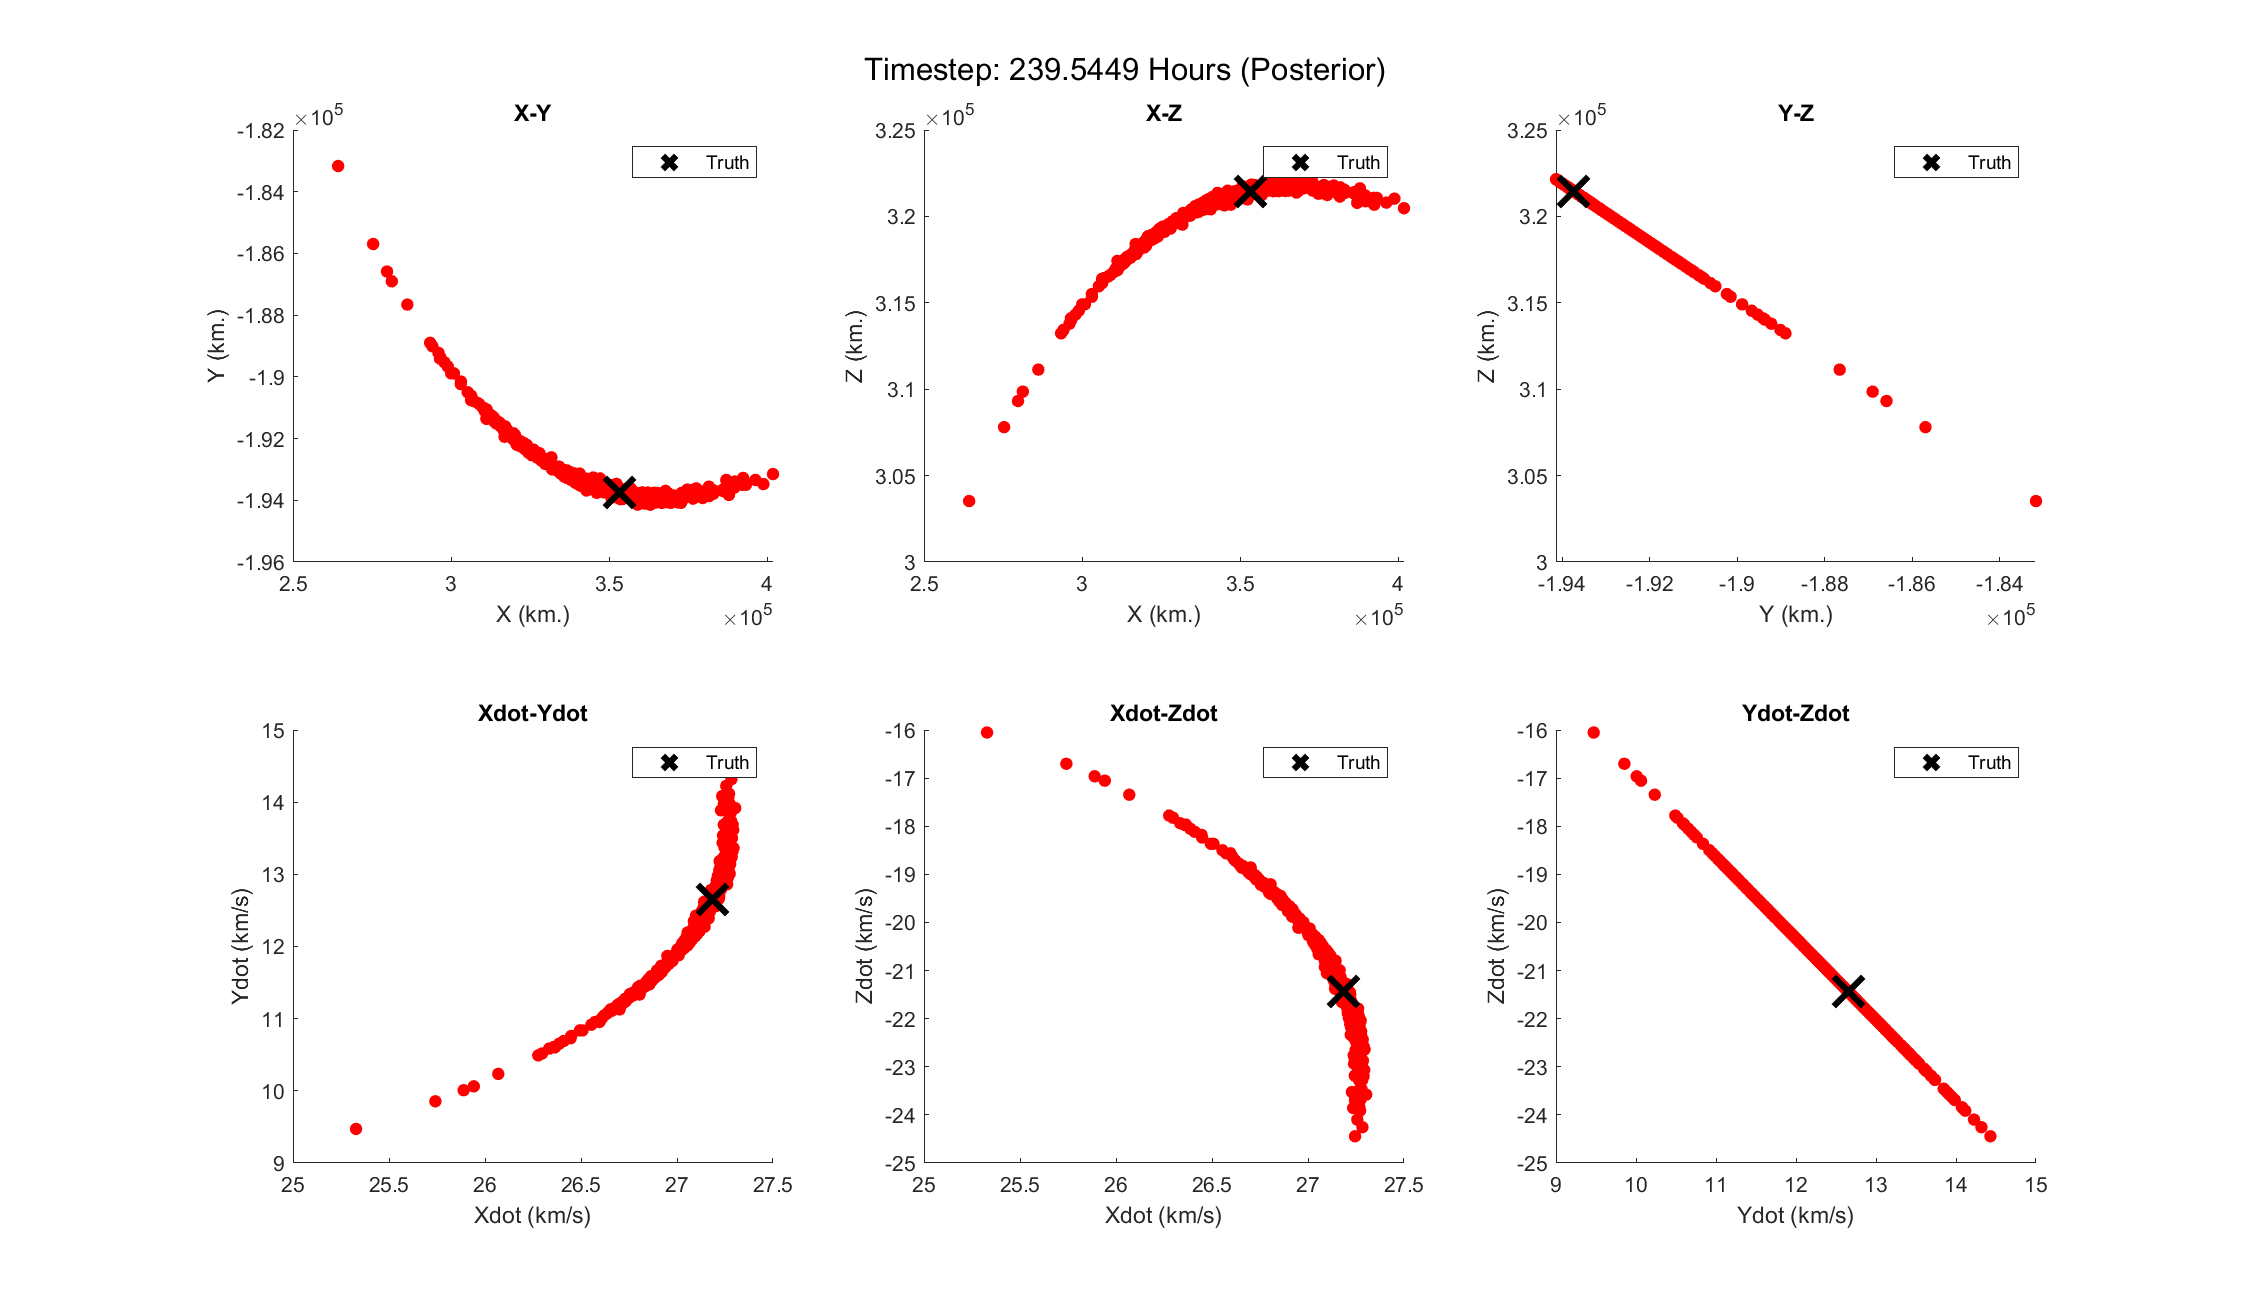 Timestep: 239.5449 Hours (Posterior)
X-Y
×10^5
-1.82
-1.84
-1.86
-1.88
-1.9
-1.92
-1.94
-1.96
Y (km.)
Truth
2.5 3 3.5 4
X (km.)
×10^5
X-Z
×10^5
3.25
3.2
3.15
3.1
3.05
3
Z (km.)
Truth
2.5 3 3.5 4
X (km.)
×10^5
Y-Z
×10^5
3.25
3.2
3.15
3.1
3.05
3
Z (km.)
Truth
-1.94 -1.92 -1.9 -1.88 -1.86 -1.84
Y (km.)
×10^5
Xdot-Ydot
15
14
13
12
11
10
9
Ydot (km/s)
Truth
25 25.5 26 26.5 27 27.5
Xdot (km/s)
Xdot-Zdot
-16
-17
-18
-19
-20
-21
-22
-23
-24
-25
Zdot (km/s)
Truth
25 25.5 26 26.5 27 27.5
Xdot (km/s)
Ydot-Zdot
-16
-17
-18
-19
-20
-21
-22
-23
-24
-25
Zdot (km/s)
Truth
9 10 11 12 13 14 15
Ydot (km/s)